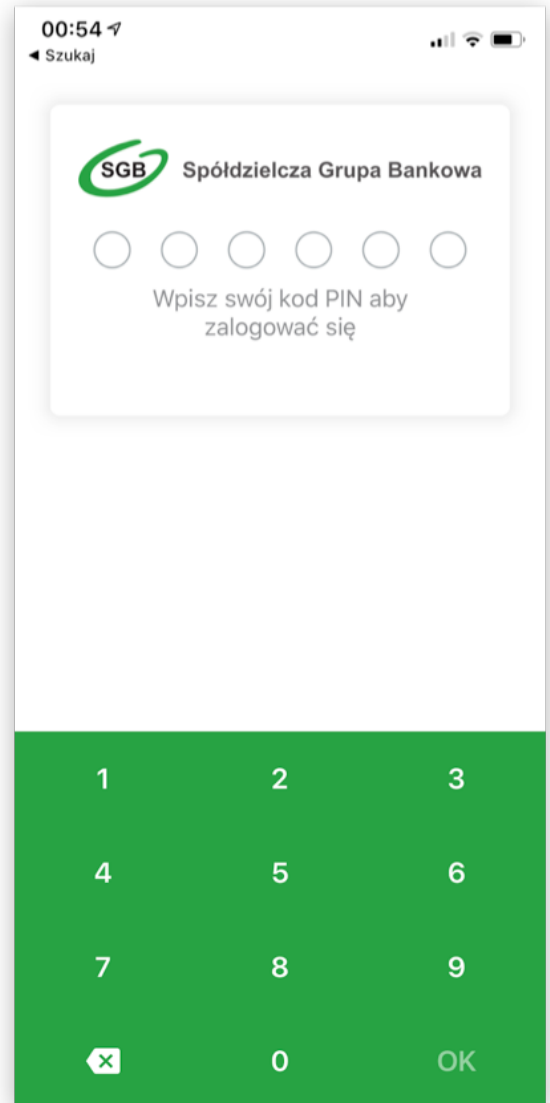 00:54
◀ Szukaj
SGB Spółdzielcza Grupa Bankowa
Wpisz swój kod PIN aby
zalogować się
1 2 3
4 5 6
7 8 9
0 OK